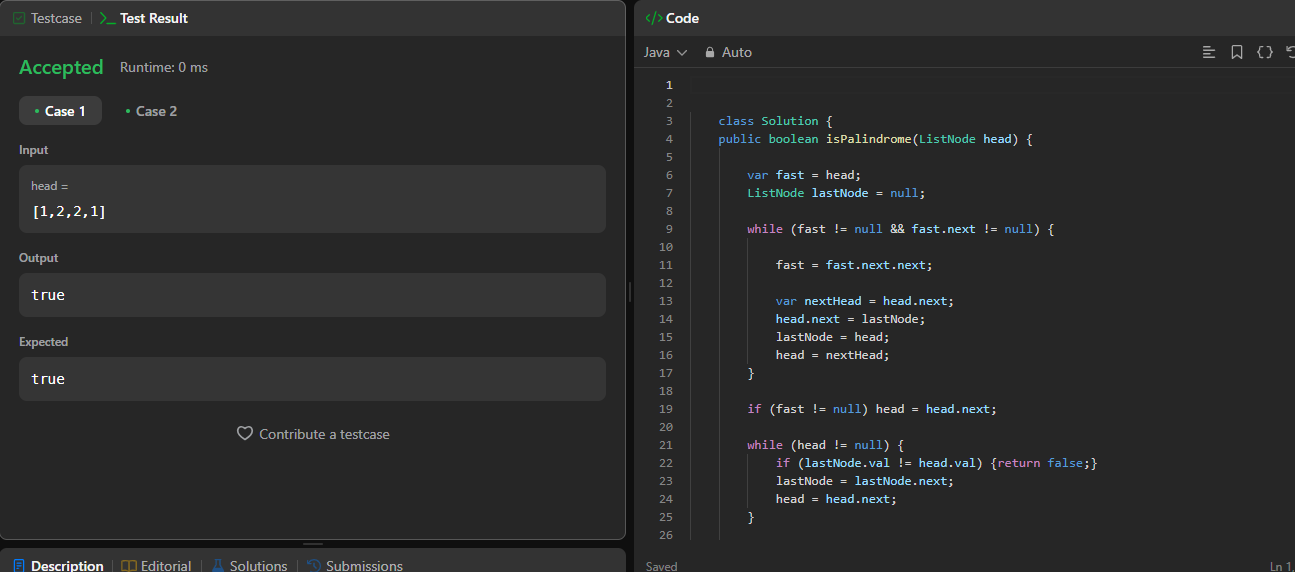 Testcase
Test Result
Accepted
Runtime: 0 ms
Case 1
Case 2
Input
head =
[1,2,2,1]
Output
true
Expected
true
Contribute a testcase
Description
Editorial
Solutions
Submissions
</> Code
Java
Auto
1
2
3 class Solution {
4 public boolean isPalindrome(ListNode head) {
5
6 var fast = head;
7 ListNode lastNode = null;
8
9 while (fast != null && fast.next != null) {
10
11 fast = fast.next.next;
12
13 var nextHead = head.next;
14 head.next = lastNode;
15 lastNode = head;
16 head = nextHead;
17 }
18
19 if (fast != null) head = head.next;
20
21 while (head != null) {
22 if (lastNode.val != head.val) {return false;}
23 lastNode = lastNode.next;
24 head = head.next;
25 }
26
Saved
Ln 1,